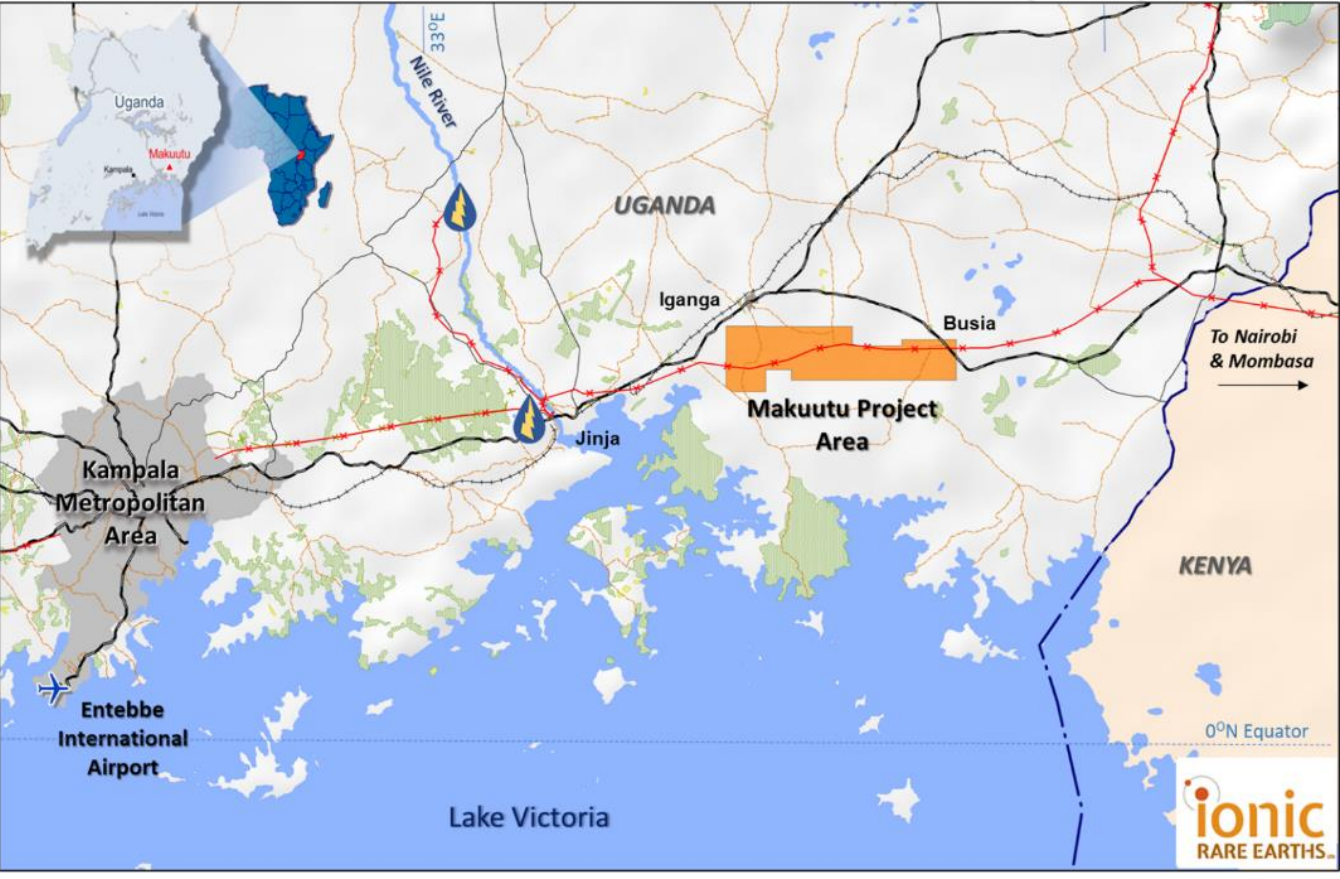 33°E
Nile River
Uganda
Makuutu
Kampala
Lake Victoria
UGANDA
Iganga
Busia
To Nairobi
& Mombasa
Makuutu Project
Area
Jinja
Kampala
Metropolitan
Area
KENYA
Entebbe
International
Airport
0°N Equator
Lake Victoria
ionic
RARE EARTHS